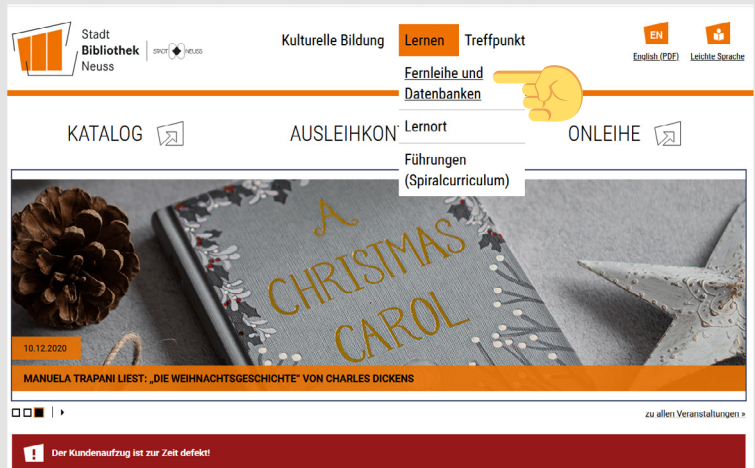 Stadt
Bibliothek
Neuss
STADT NEUSS
Kulturelle Bildung
Lernen
Treffpunkt
EN
English (PDF)
Leichte Sprache
Fernleihe und
Datenbanken
Lernort
Führungen
(Spiralcurriculum)
KATALOG
AUSLEIHKON
ONLEIHE
A
CHRISTMAS
CAROL
10.12.2020
MANUELA TRAPANI LIEST: „DIE WEIHNACHTSGESCHICHTE" VON CHARLES DICKENS
zu allen Veranstaltungen »
Der Kundenaufzug ist zur Zeit defekt!